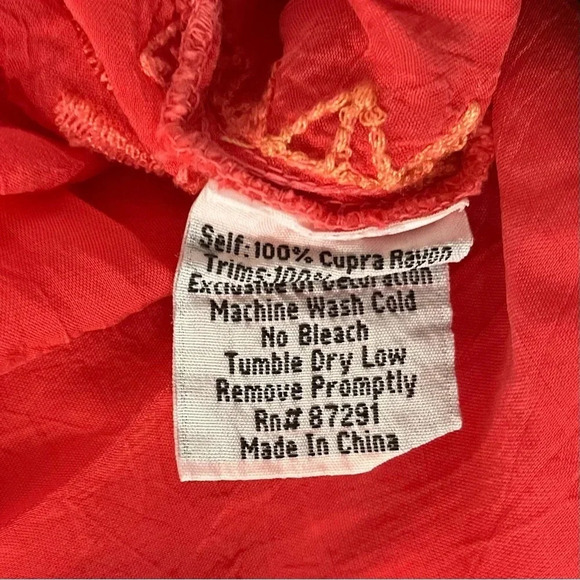 Self: 100% Cupra Rayon
Trims: 100%
Exclusive of Decoration
Machine Wash Cold
No Bleach
Tumble Dry Low
Remove Promptly
Rn# 87291
Made In China